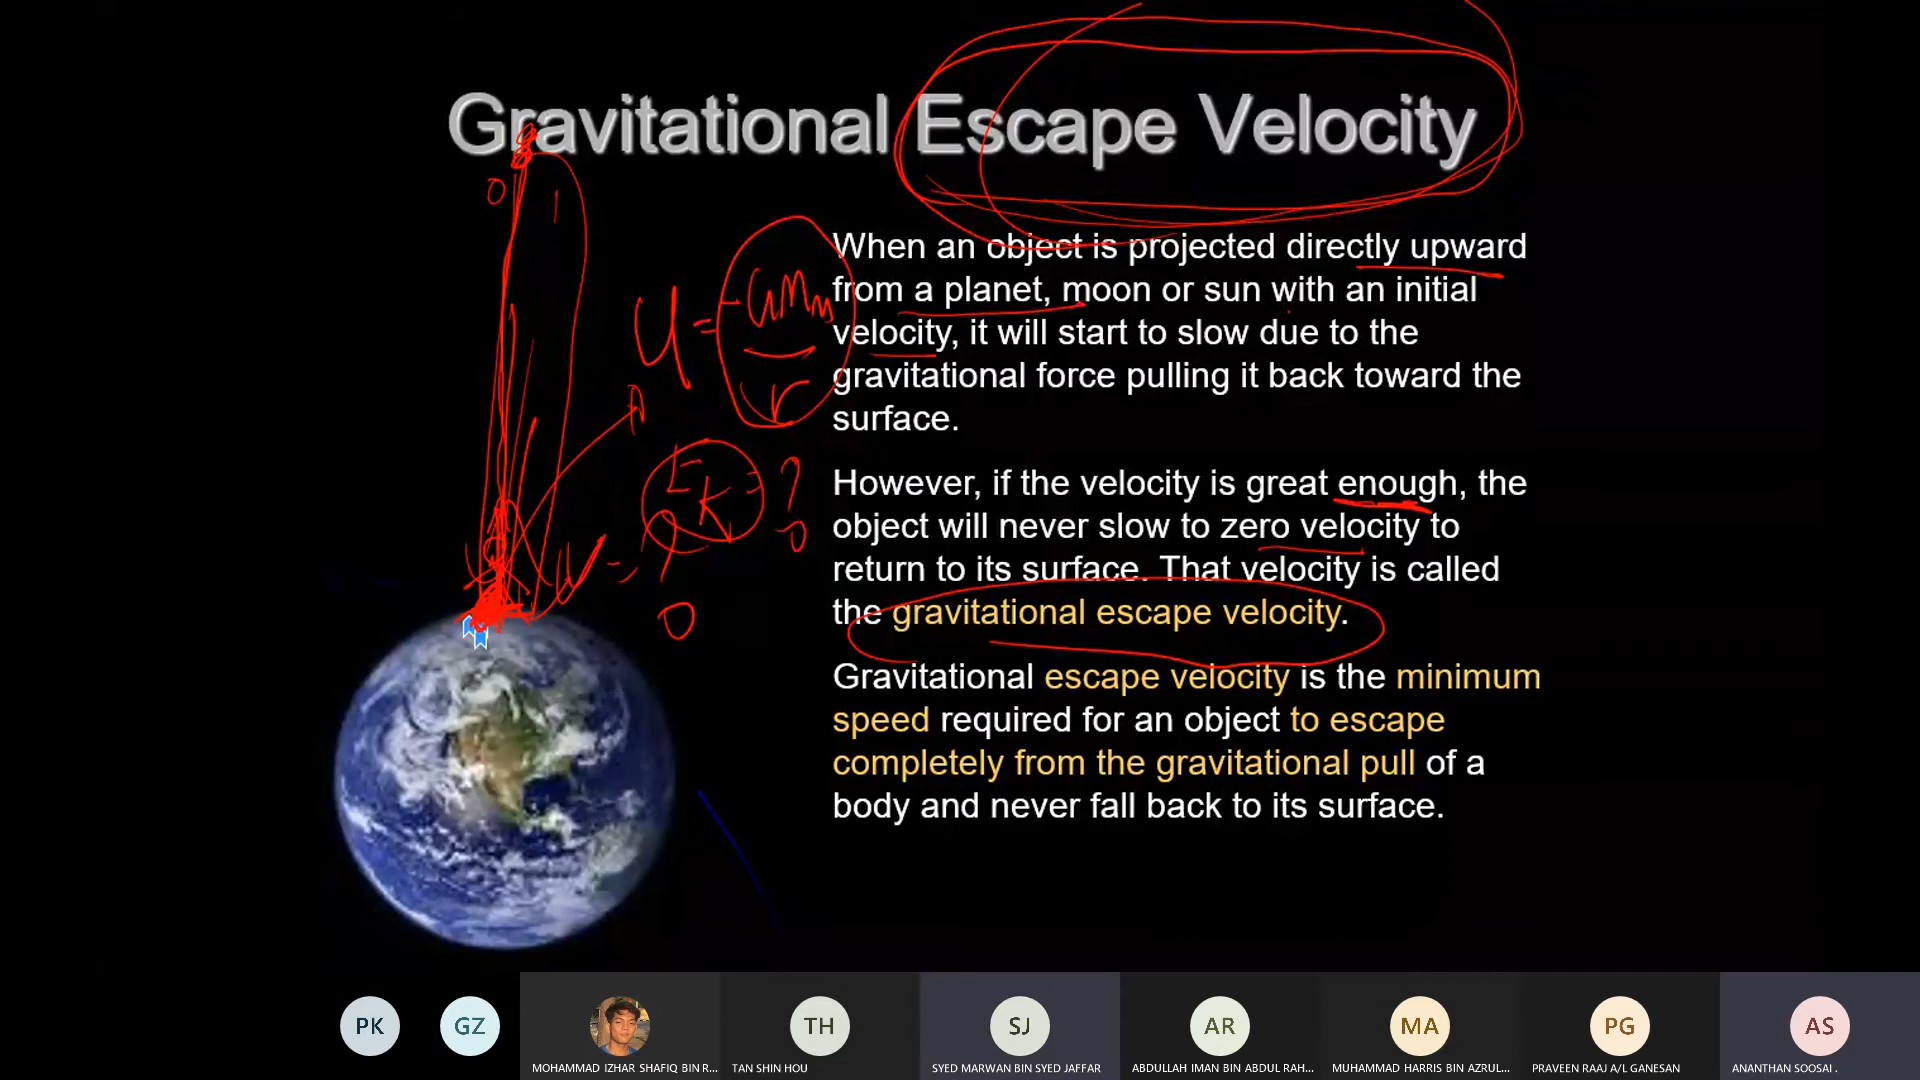 Gravitational Escape Velocity
When an object is projected directly upward
from a planet, moon or sun with an initial
velocity, it will start to slow due to the
gravitational force pulling it back toward the
surface.
However, if the velocity is great enough, the
object will never slow to zero velocity to
return to its surface. That velocity is called
the gravitational escape velocity.
Gravitational escape velocity is the minimum
speed required for an object to escape
completely from the gravitational pull of a
body and never fall back to its surface.
0
U = -GMm
r
EK = ?
0
v =
0
PK
GZ
TH
SJ
AR
MA
PG
AS
MOHAMMAD IZHAR SHAFIQ BIN R...
TAN SHIN HOU
SYED MARWAN BIN SYED JAFFAR
ABDULLAH IMAN BIN ABDUL RAH...
MUHAMMAD HARRIS BIN AZRUL...
PRAVEEN RAAJ A/L GANESAN
ANANTHAN SOOSAI .